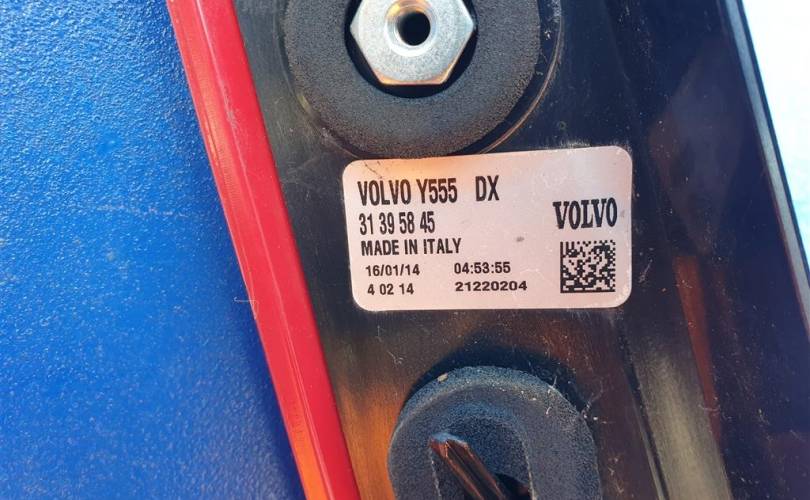 VOLVO Y555 DX
31 39 58 45
VOLVO
MADE IN ITALY
16/01/14 04:53:55
4 02 14 21220204